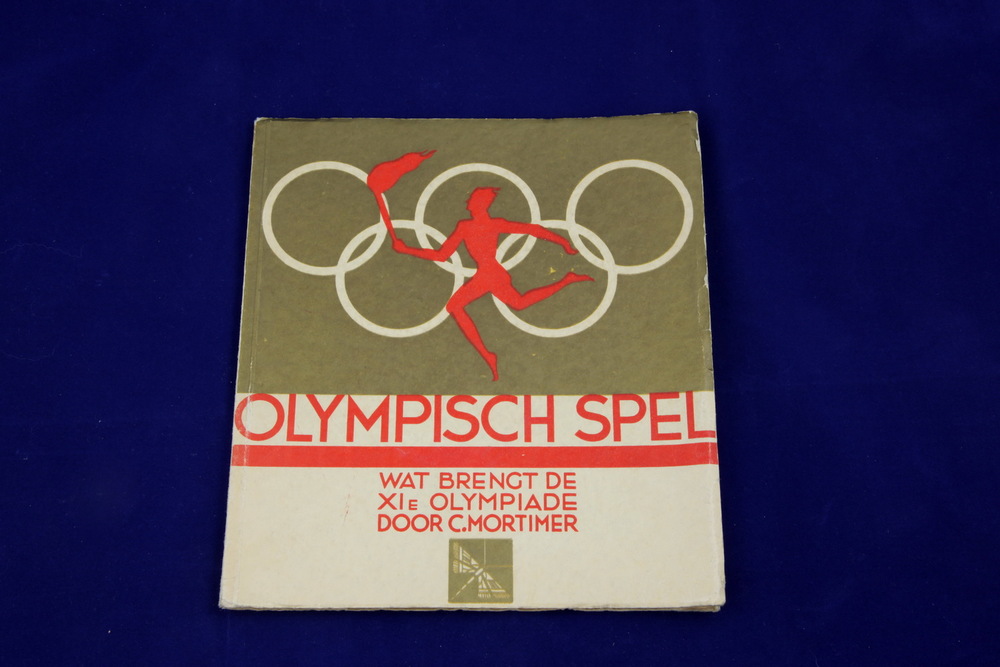 OLYMPISCH SPEL
WAT BRENGT DE
XIE OLYMPIADE
DOOR C.MORTIMER